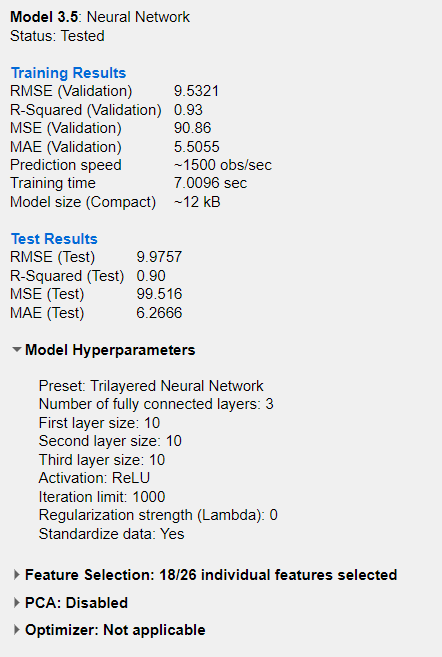 Model 3.5: Neural Network
Status: Tested
Training Results
RMSE (Validation) 9.5321
R-Squared (Validation) 0.93
MSE (Validation) 90.86
MAE (Validation) 5.5055
Prediction speed ~1500 obs/sec
Training time 7.0096 sec
Model size (Compact) ~12 kB
Test Results
RMSE (Test) 9.9757
R-Squared (Test) 0.90
MSE (Test) 99.516
MAE (Test) 6.2666
Model Hyperparameters
Preset: Trilayered Neural Network
Number of fully connected layers: 3
First layer size: 10
Second layer size: 10
Third layer size: 10
Activation: ReLU
Iteration limit: 1000
Regularization strength (Lambda): 0
Standardize data: Yes
Feature Selection: 18/26 individual features selected
PCA: Disabled
Optimizer: Not applicable